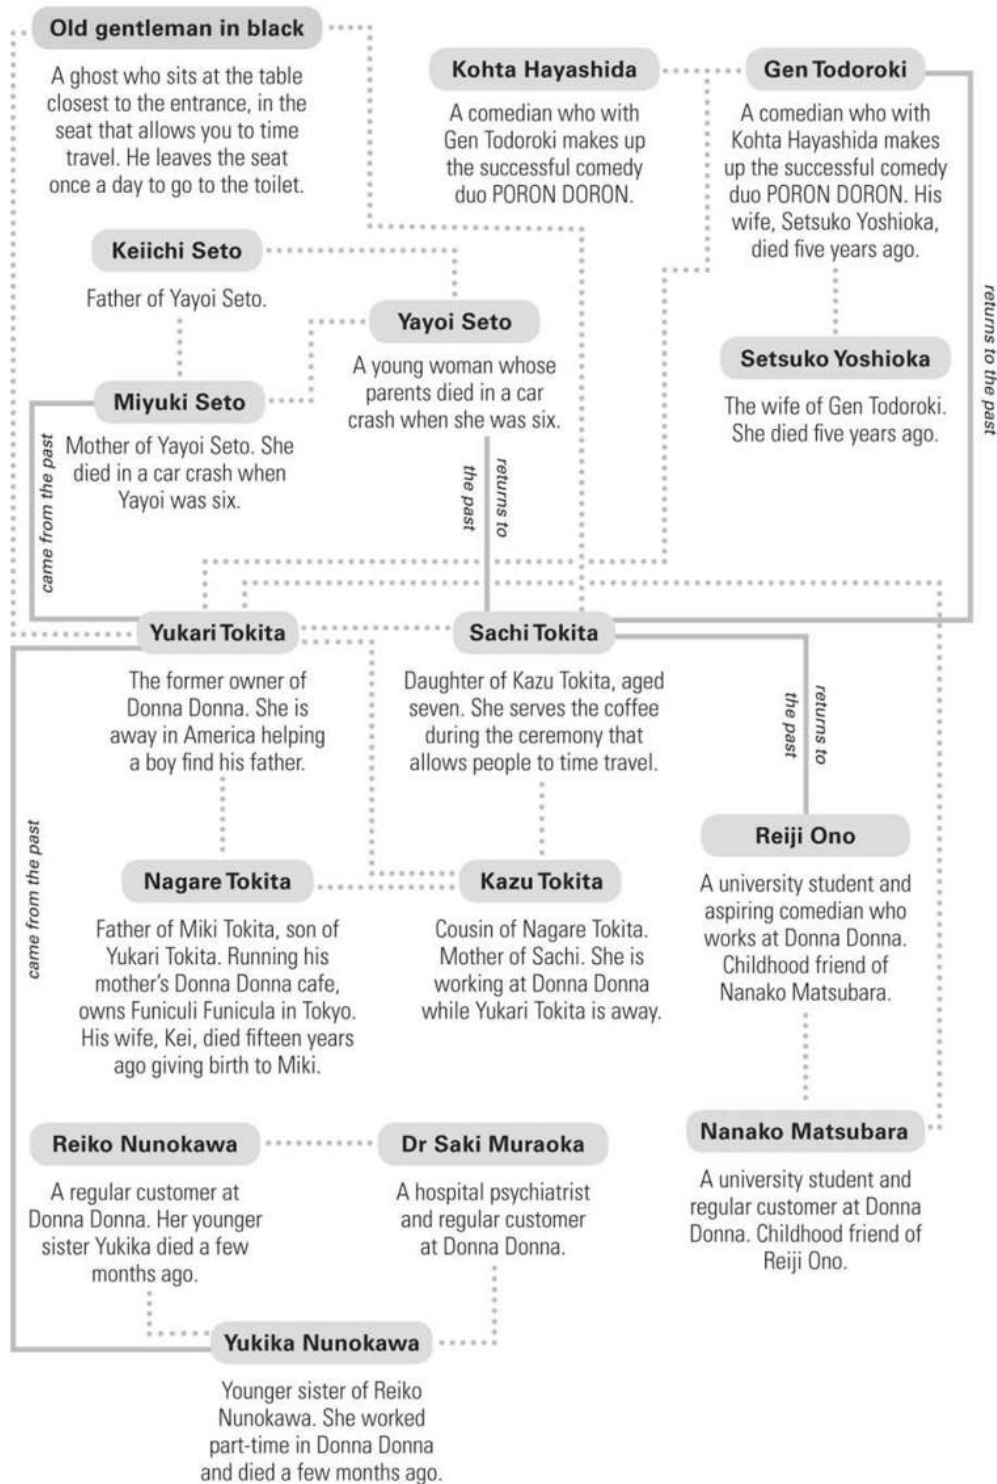 Old gentleman in black
A ghost who sits at the table
closest to the entrance, in the
seat that allows you to time
travel. He leaves the seat
once a day to go to the toilet.
Kohta Hayashida
A comedian who with
Gen Todoroki makes up
the successful comedy
duo PORON DORON.
Gen Todoroki
A comedian who with
Kohta Hayashida makes
up the successful comedy
duo PORON DORON. His
wife, Setsuko Yoshioka,
died five years ago.
returns to the past
Keiichi Seto
Father of Yayoi Seto.
Yayoi Seto
A young woman whose
parents died in a car
crash when she was six.
returns to
the past
Setsuko Yoshioka
The wife of Gen Todoroki.
She died five years ago.
Miyuki Seto
Mother of Yayoi Seto. She
died in a car crash when
Yayoi was six.
came from the past
Yukari Tokita
The former owner of
Donna Donna. She is
away in America helping
a boy find his father.
Sachi Tokita
Daughter of Kazu Tokita, aged
seven. She serves the coffee
during the ceremony that
allows people to time travel.
returns to
the past
came from the past
Nagare Tokita
Father of Miki Tokita, son of
Yukari Tokita. Running his
mother's Donna Donna cafe,
owns Funiculi Funicula in Tokyo.
His wife, Kei, died fifteen years
ago giving birth to Miki.
Kazu Tokita
Cousin of Nagare Tokita.
Mother of Sachi. She is
working at Donna Donna
while Yukari Tokita is away.
Reiji Ono
A university student and
aspiring comedian who
works at Donna Donna.
Childhood friend of
Nanako Matsubara.
Reiko Nunokawa
A regular customer at
Donna Donna. Her younger
sister Yukika died a few
months ago.
Dr Saki Muraoka
A hospital psychiatrist
and regular customer
at Donna Donna.
Nanako Matsubara
A university student and
regular customer at Donna
Donna. Childhood friend of
Reiji Ono.
Yukika Nunokawa
Younger sister of Reiko
Nunokawa. She worked
part-time in Donna Donna
and died a few months ago.